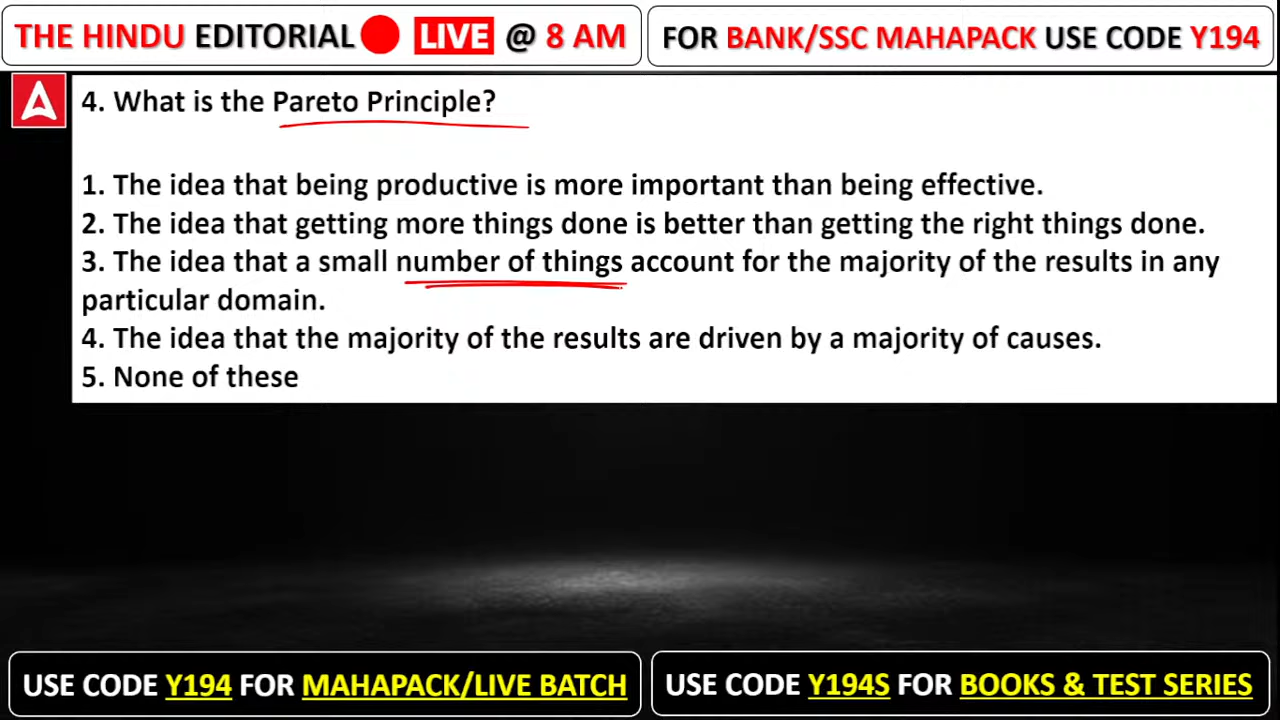 THE HINDU EDITORIAL LIVE @ 8 AM
FOR BANK/SSC MAHAPACK USE CODE Y194
4. What is the Pareto Principle?
1. The idea that being productive is more important than being effective.
2. The idea that getting more things done is better than getting the right things done.
3. The idea that a small number of things account for the majority of the results in any
particular domain.
4. The idea that the majority of the results are driven by a majority of causes.
5. None of these
USE CODE Y194 FOR MAHAPACK/LIVE BATCH
USE CODE Y194S FOR BOOKS & TEST SERIES